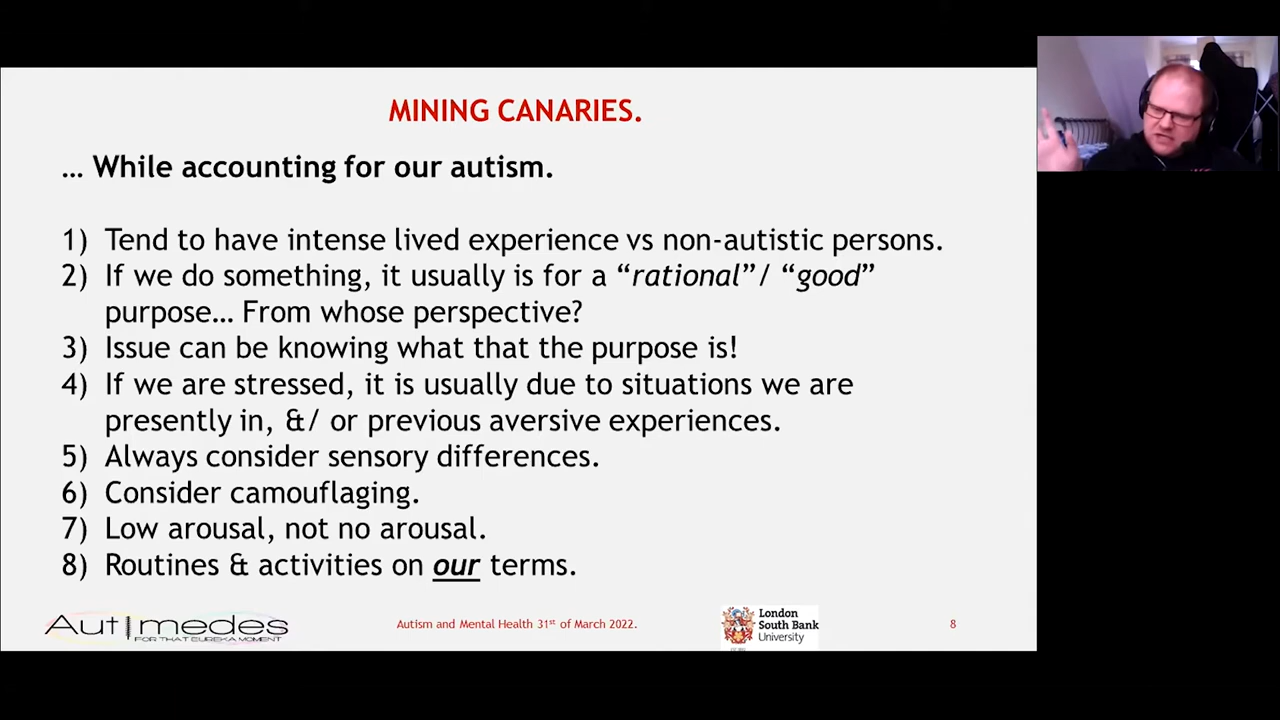 MINING CANARIES.
… While accounting for our autism.
1) Tend to have intense lived experience vs non-autistic persons.
2) If we do something, it usually is for a “rational”/ “good”
purpose… From whose perspective?
3) Issue can be knowing what that the purpose is!
4) If we are stressed, it is usually due to situations we are
presently in, &/ or previous aversive experiences.
5) Always consider sensory differences.
6) Consider camouflaging.
7) Low arousal, not no arousal.
8) Routines & activities on our terms.
Aut|medes
FOR THAT EUREKA MOMENT
Autism and Mental Health 31st of March 2022.
London
South Bank
University
8